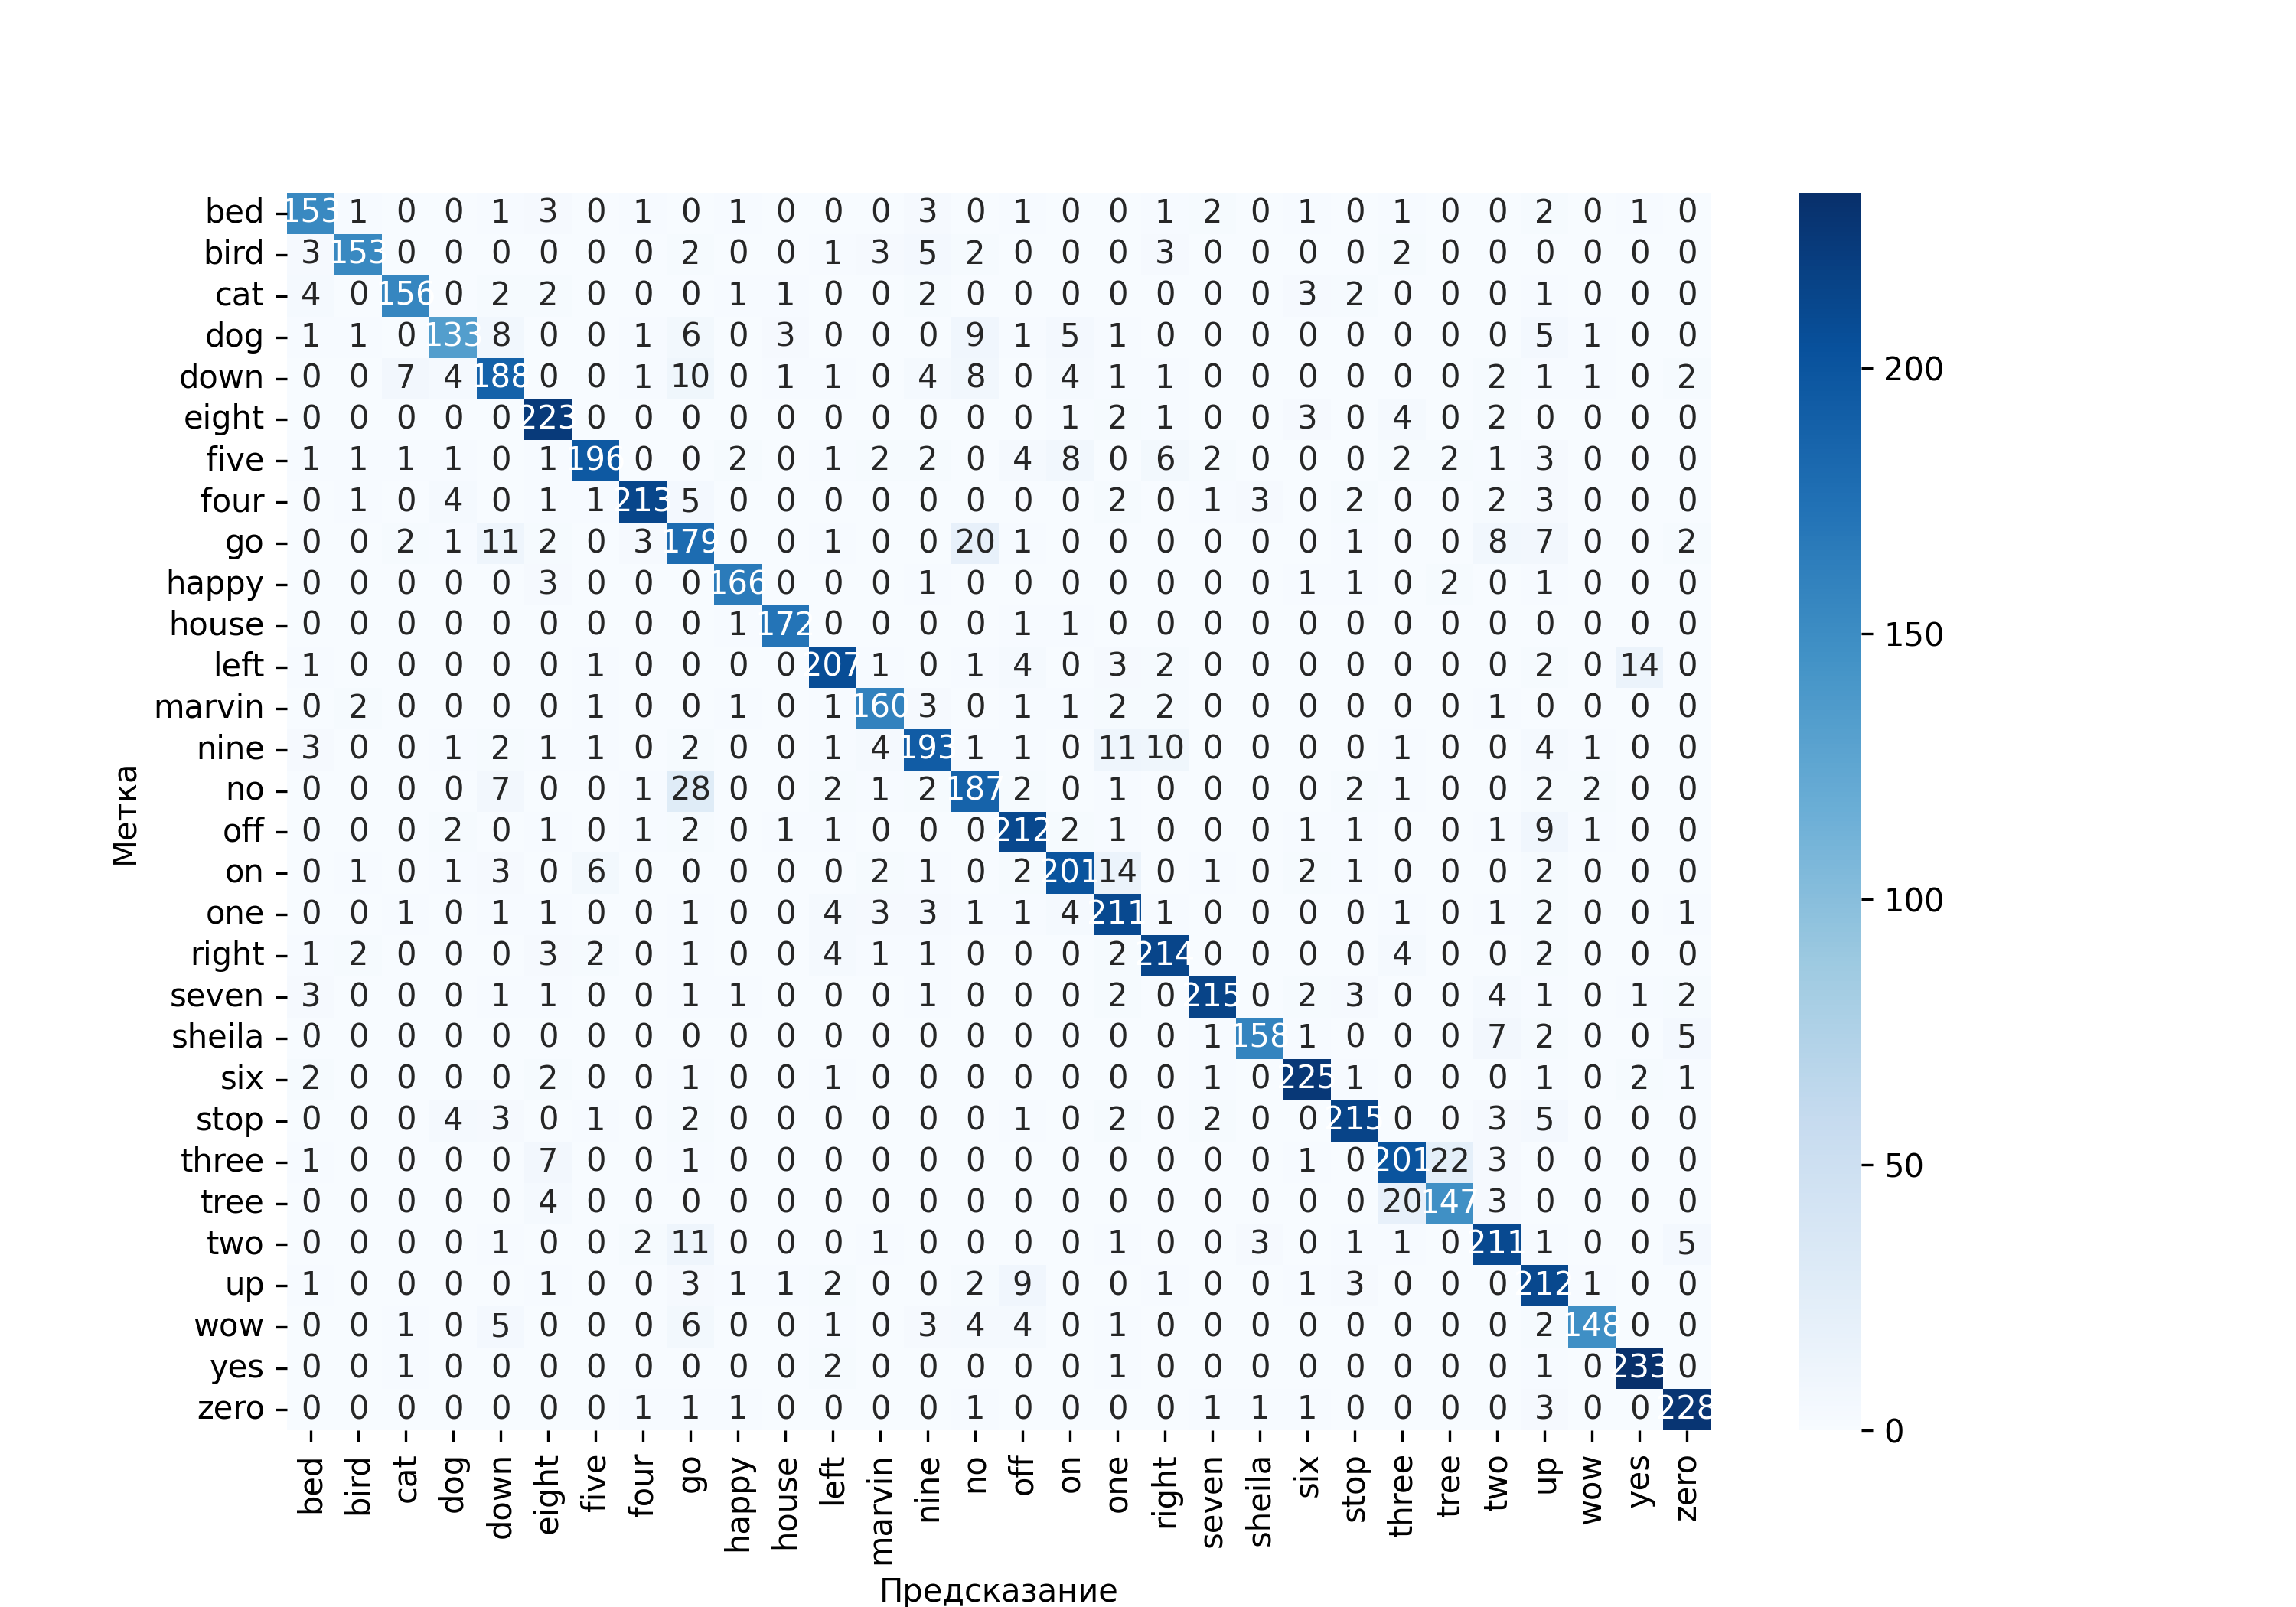 bed 153 1 0 0 1 3 0 1 0 1 0 0 0 3 0 1 0 0 1 2 0 1 0 1 0 0 2 0 1 0
bird 3 153 0 0 0 0 0 0 2 0 0 1 3 5 2 0 0 0 3 0 0 0 0 2 0 0 0 0 0 0
cat 4 0 156 0 2 2 0 0 0 1 1 0 0 2 0 0 0 0 0 0 0 3 2 0 0 0 1 0 0 0
dog 1 1 0 133 8 0 0 1 6 0 3 0 0 0 9 1 5 1 0 0 0 0 0 0 0 0 5 1 0 0
down 0 0 7 4 188 0 0 1 10 0 1 1 0 4 8 0 4 1 1 0 0 0 0 0 0 2 1 1 0 2
eight 0 0 0 0 0 223 0 0 0 0 0 0 0 0 0 0 1 2 1 0 0 3 0 4 0 2 0 0 0 0
five 1 1 1 1 0 1 196 0 0 2 0 1 2 2 0 4 8 0 6 2 0 0 0 2 2 1 3 0 0 0
four 0 1 0 4 0 1 1 213 5 0 0 0 0 0 0 0 0 2 0 1 3 0 2 0 0 2 3 0 0 0
go 0 0 2 1 11 2 0 3 179 0 0 1 0 0 20 1 0 0 0 0 0 0 1 0 0 8 7 0 0 2
happy 0 0 0 0 0 3 0 0 0 166 0 0 0 1 0 0 0 0 0 0 0 1 1 0 2 0 1 0 0 0
house 0 0 0 0 0 0 0 0 0 1 172 0 0 0 0 1 1 0 0 0 0 0 0 0 0 0 0 0 0 0
left 1 0 0 0 0 0 1 0 0 0 0 207 1 0 1 4 0 3 2 0 0 0 0 0 0 0 2 0 14 0
marvin 0 2 0 0 0 0 1 0 0 1 0 1 160 3 0 1 1 2 2 0 0 0 0 0 0 1 0 0 0 0
nine 3 0 0 1 2 1 1 0 2 0 0 1 4 193 1 1 0 11 10 0 0 0 0 1 0 0 4 1 0 0
no 0 0 0 0 7 0 0 1 28 0 0 2 1 2 187 2 0 1 0 0 0 0 2 1 0 0 2 2 0 0
off 0 0 0 2 0 1 0 1 2 0 1 1 0 0 0 212 2 1 0 0 0 1 1 0 0 1 9 1 0 0
on 0 1 0 1 3 0 6 0 0 0 0 0 2 1 0 2 201 14 0 1 0 2 1 0 0 0 2 0 0 0
one 0 0 1 0 1 1 0 0 1 0 0 4 3 3 1 1 4 211 1 0 0 0 0 1 0 1 2 0 0 1
right 1 2 0 0 0 3 2 0 1 0 0 4 1 1 0 0 0 2 214 0 0 0 0 4 0 0 2 0 0 0
seven 3 0 0 0 1 1 0 0 1 1 0 0 0 1 0 0 0 2 0 215 0 2 3 0 0 4 1 0 1 2
sheila 0 0 0 0 0 0 0 0 0 0 0 0 0 0 0 0 0 0 0 1 158 1 0 0 0 7 2 0 0 5
six 2 0 0 0 0 2 0 0 1 0 0 1 0 0 0 0 0 0 0 1 0 225 1 0 0 0 1 0 2 1
stop 0 0 0 4 3 0 1 0 2 0 0 0 0 0 0 1 0 2 0 2 0 0 215 0 0 3 5 0 0 0
three 1 0 0 0 0 7 0 0 1 0 0 0 0 0 0 0 0 0 0 0 0 1 0 201 22 3 0 0 0 0
tree 0 0 0 0 0 4 0 0 0 0 0 0 0 0 0 0 0 0 0 0 0 0 0 20 147 3 0 0 0 0
two 0 0 0 0 1 0 0 2 11 0 0 0 1 0 0 0 0 1 0 0 3 0 1 1 0 211 1 0 0 5
up 1 0 0 0 0 1 0 0 3 1 1 2 0 0 2 9 0 0 1 0 0 1 3 0 0 0 212 1 0 0
wow 0 0 1 0 5 0 0 0 6 0 0 1 0 3 4 4 0 1 0 0 0 0 0 0 0 0 2 148 0 0
yes 0 0 1 0 0 0 0 0 0 0 0 2 0 0 0 0 0 1 0 0 0 0 0 0 0 0 1 0 233 0
zero 0 0 0 0 0 0 0 1 1 1 0 0 0 0 1 0 0 0 0 1 1 1 0 0 0 0 3 0 0 228
bed bird cat dog down eight five four go happy house left marvin nine no off on one right seven sheila six stop three tree two up wow yes zero
Метка
Предсказание
200
150
100
50
0